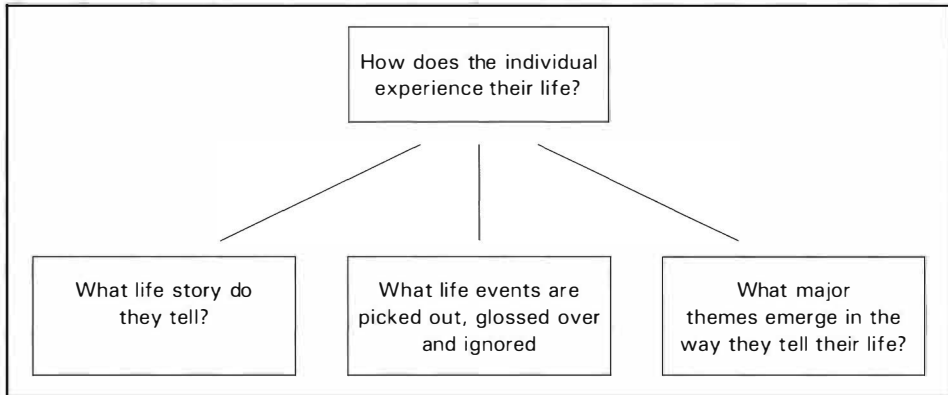 How does the individual
experience their life?
What life story do
they tell?
What life events are
picked out, glossed over
and ignored
What major
themes emerge in the
way they tell their life?